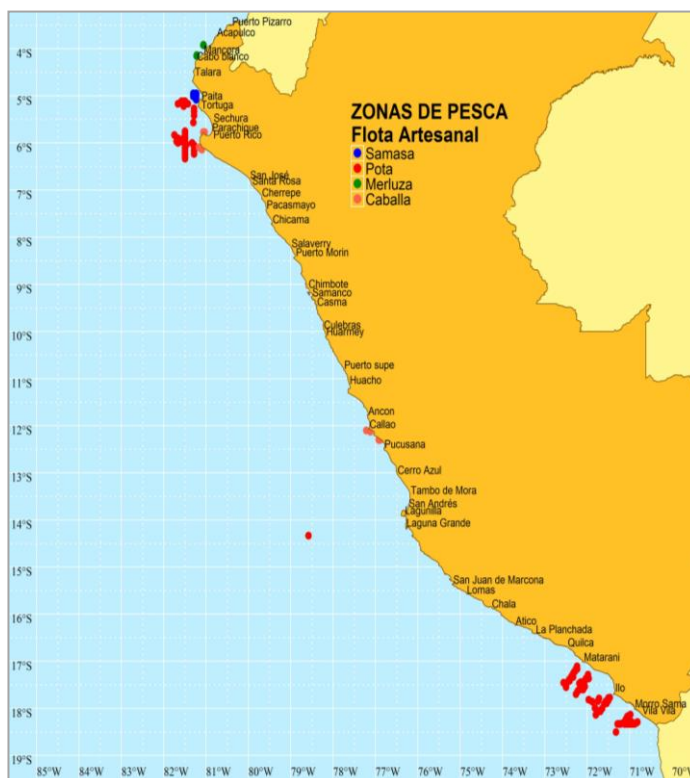 Puerto Pizarro
Acapulco
4°S
Mancera
Cabo blanco
Talara
5°S
Paita
Tortuga
ZONAS DE PESCA
Flota Artesanal
Samasa
Pota
Merluza
Caballa
Sechura
Parachique
Puerto Rico
6°S
San José
Santa Rosa
7°S
Cherrepe
Pacasmayo
Chicama
8°S
Salaverry
Puerto Morin
9°S
Chimbote
Samanco
Casma
Culebras
10°S
Huarmey
Puerto supe
11°S
Huacho
Ancon
12°S
Callao
Pucusana
13°S
Cerro Azul
Tambo de Mora
San Andrés
14°S
Lagunilla
Laguna Grande
15°S
San Juan de Marcona
Lomas
Chala
16°S
Atico
La Planchada
Quilca
17°S
Matarani
Ilo
18°S
Morro Sama
Vila Vila
19°S
85°W 84°W 83°W 82°W 81°W 80°W 79°W 78°W 77°W 76°W 75°W 74°W 73°W 72°W 71°W 70°W